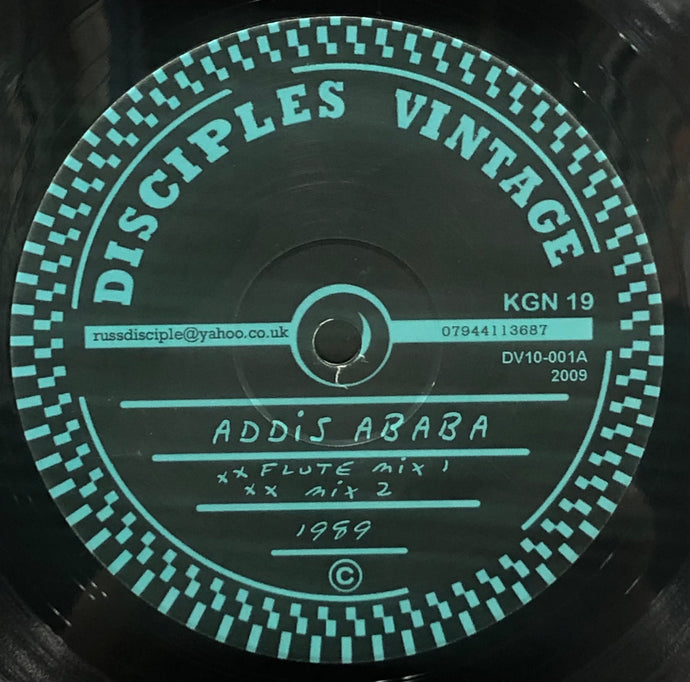 DISCIPLES VINTAGE
KGN 19
russdisciple@yahoo.co.uk
07944113687
DV10-001A
2009
ADDiS ABABA
xx FLUTE mix 1
xx mix 2
1989
©